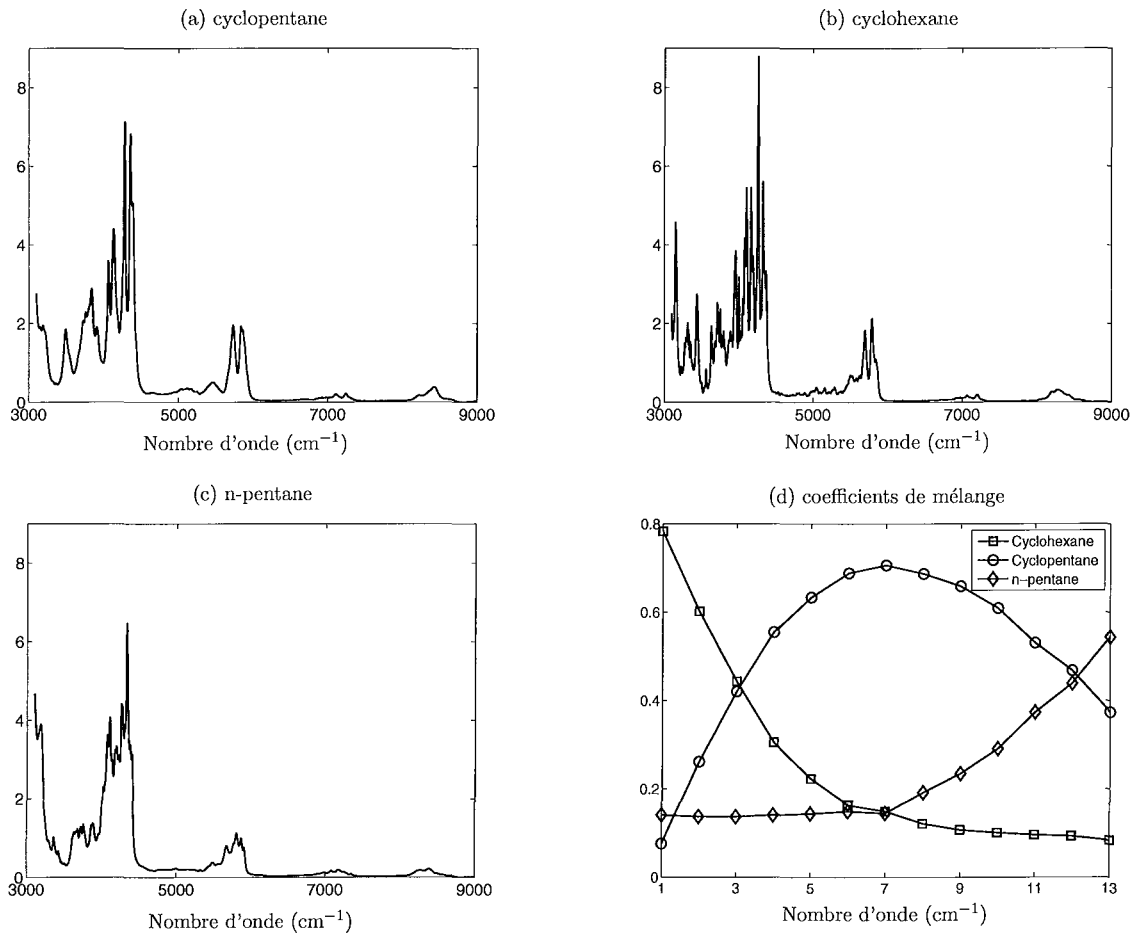 (a) cyclopentane
8
6
4
2
0
3000 5000 7000 9000
Nombre d'onde (cm⁻¹)
(b) cyclohexane
8
6
4
2
0
3000 5000 7000 9000
Nombre d'onde (cm⁻¹)
(c) n-pentane
8
6
4
2
0
3000 5000 7000 9000
Nombre d'onde (cm⁻¹)
(d) coefficients de mélange
0.8
0.6
0.4
0.2
0
1 3 5 7 9 11 13
Cyclohexane
Cyclopentane
n-pentane
Nombre d'onde (cm⁻¹)